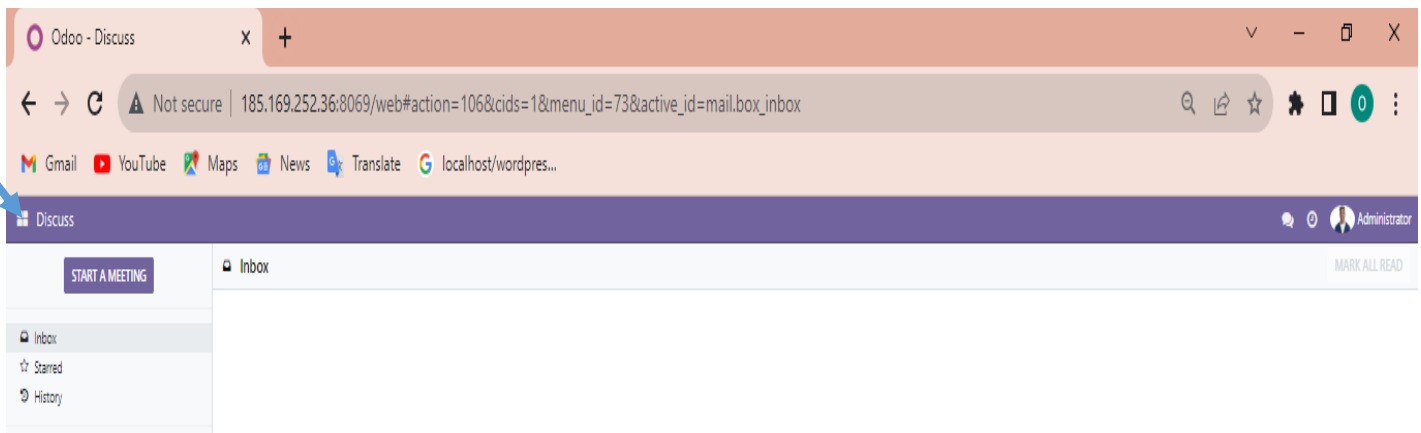 Odoo - Discuss
Not secure | 185.169.252.36:8069/web#action=106&cids=1&menu_id=73&active_id=mail.box_inbox
O
Gmail YouTube Maps News Translate localhost/wordpres...
Discuss Administrator
START A MEETING Inbox MARK ALL READ
Inbox
Starred
History